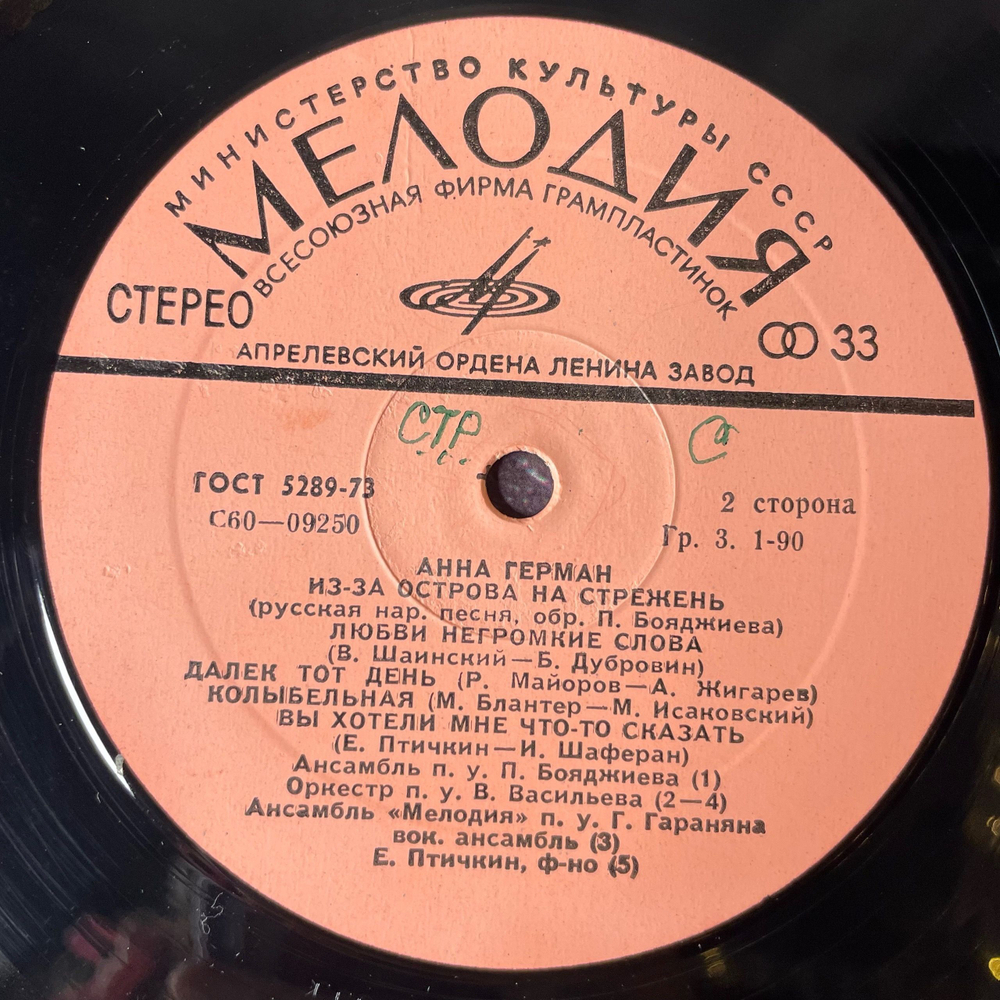 МИНИСТЕРСТВО КУЛЬТУРЫ СССР
МЕЛОДИЯ
ВСЕСОЮЗНАЯ ФИРМА ГРАМПЛАСТИНОК
СТЕРЕО
33
АПРЕЛЕВСКИЙ ОРДЕНА ЛЕНИНА ЗАВОД
СТР
С
ГОСТ 5289-73
2 сторона
С60—09250
Гр. 3. 1-90
АННА ГЕРМАН
ИЗ-ЗА ОСТРОВА НА СТРЕЖЕНЬ
(русская нар. песня, обр. П. Бояджиева)
ЛЮБВИ НЕГРОМКИЕ СЛОВА
(В. Шаинский—Б. Дубровин)
ДАЛЕК ТОТ ДЕНЬ (Р. Майоров—А. Жигарев)
КОЛЫБЕЛЬНАЯ (М. Блантер—М. Исаковский)
ВЫ ХОТЕЛИ МНЕ ЧТО-ТО СКАЗАТЬ
(Е. Птичкин—И. Шаферан)
Ансамбль п. у. П. Бояджиева (1)
Оркестр п. у. В. Васильева (2—4)
Ансамбль «Мелодия» п. у. Г. Гараняна
вок. ансамбль (3)
Е. Птичкин, ф-но (5)